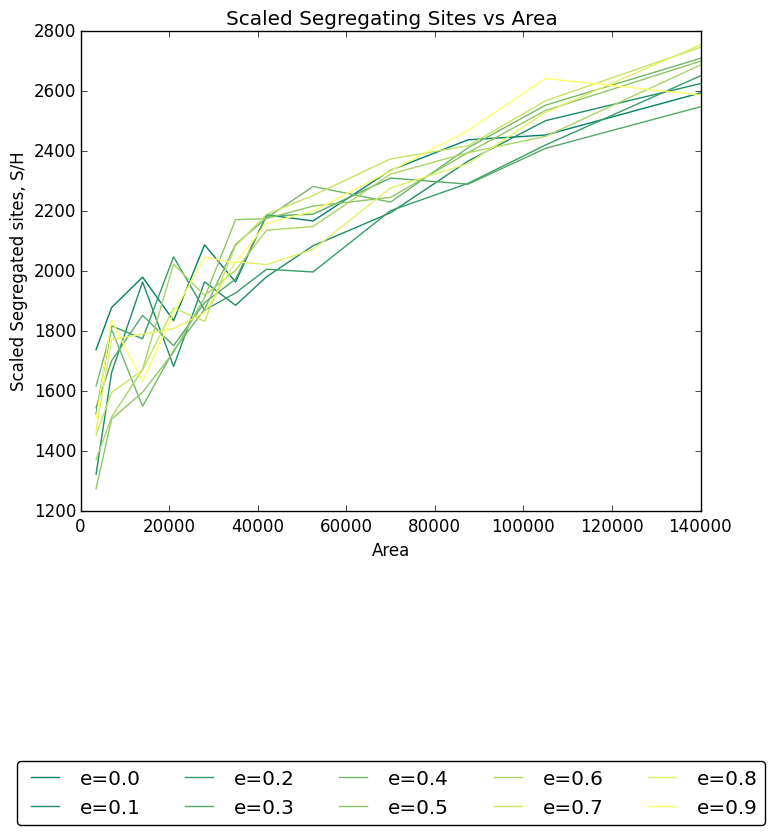 Scaled Segregating Sites vs Area
2800
2600
2400
2200
2000
1800
1600
1400
1200
Scaled Segregated sites, S/H
0 20000 40000 60000 80000 100000 120000 140000
Area
e=0.0 e=0.2 e=0.4 e=0.6 e=0.8
e=0.1 e=0.3 e=0.5 e=0.7 e=0.9